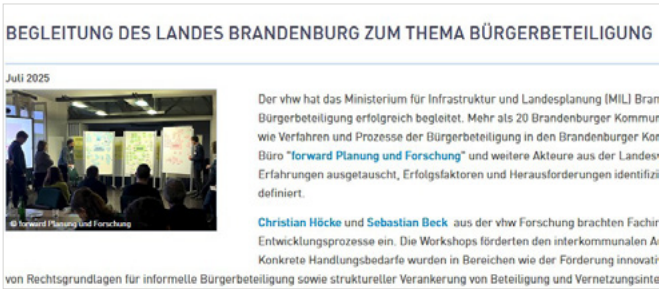 BEGLEITUNG DES LANDES BRANDENBURG ZUM THEMA BÜRGERBETEILIGUNG
Juli 2025
Der vhw hat das Ministerium für Infrastruktur und Landesplanung (MIL) Bran
Bürgerbeteiligung erfolgreich begleitet. Mehr als 20 Brandenburger Kommun
wie Verfahren und Prozesse der Bürgerbeteiligung in den Brandenburger Kor
Büro "forward Planung und Forschung" und weitere Akteure aus der Landesv
Erfahrungen ausgetauscht, Erfolgsfaktoren und Herausforderungen identifizi
definiert.
© forward Planung und Forschung
Christian Höcke und Sebastian Beck aus der vhw Forschung brachten Fachin
Entwicklungsprozesse ein. Die Workshops förderten den interkommunalen A
Konkrete Handlungsbedarfe wurden in Bereichen wie der Förderung innovati
von Rechtsgrundlagen für informelle Bürgerbeteiligung sowie struktureller Verankerung von Beteiligung und Vernetzungsinte